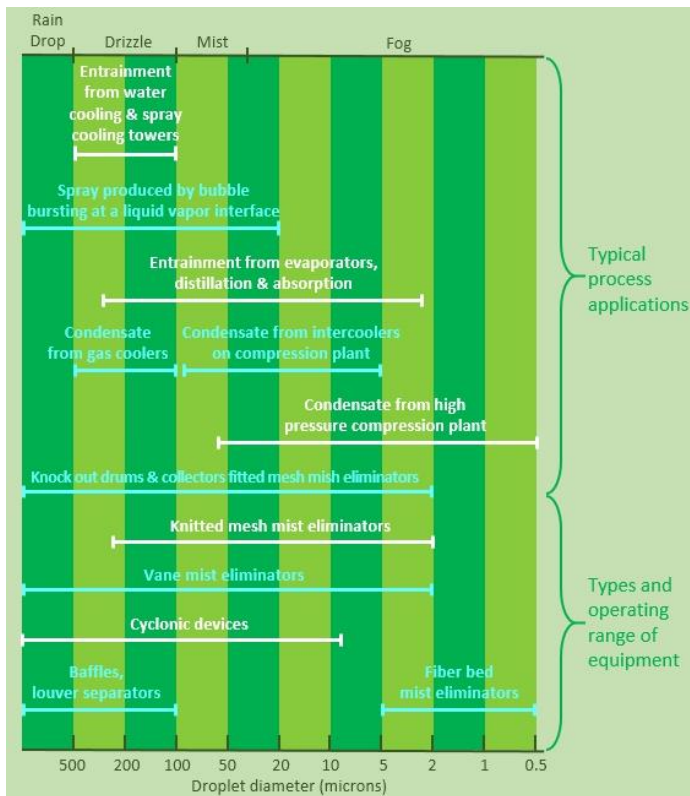 Rain
Drop
Drizzle
Mist
Fog
Entrainment
from water
cooling & spray
cooling towers
Spray produced by bubble
bursting at a liquid vapor interface
Entrainment from evaporators,
distillation & absorption
Condensate
from gas coolers
Condensate from intercoolers
on compression plant
Condensate from high
pressure compression plant
Typical
process
applications
Knock out drums & collectors fitted mesh mish eliminators
Knitted mesh mist eliminators
Vane mist eliminators
Cyclonic devices
Baffles,
louver separators
Fiber bed
mist eliminators
Types and
operating
range of
equipment
500 200 100 50 20 10 5 2 1 0.5
Droplet diameter (microns)